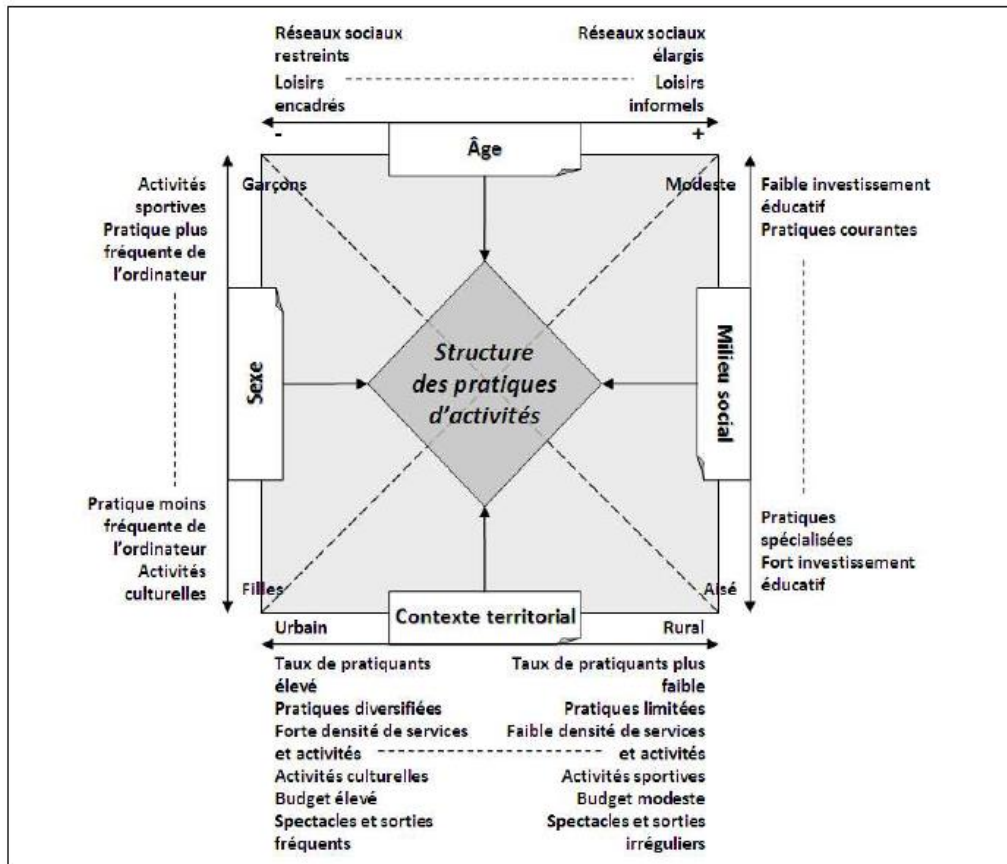 Réseaux sociaux
restreints
Loisirs
encadrés
Réseaux sociaux
élargis
Loisirs
informels
-
+
Âge
Garçons
Modeste
Activités
sportives
Pratique plus
fréquente de
l'ordinateur
Faible investissement
éducatif
Pratiques courantes
Sexe
Structure
des pratiques
d'activités
Milieu social
Pratique moins
fréquente de
l'ordinateur
Activités
culturelles
Pratiques
spécialisées
Fort investissement
éducatif
Filles
Aisé
Contexte territorial
Urbain
Rural
Taux de pratiquants
élevé
Pratiques diversifiées
Forte densité de services
et activités
Activités culturelles
Budget élevé
Spectacles et sorties
fréquents
Taux de pratiquants plus
faible
Pratiques limitées
Faible densité de services
et activités
Activités sportives
Budget modeste
Spectacles et sorties
irréguliers